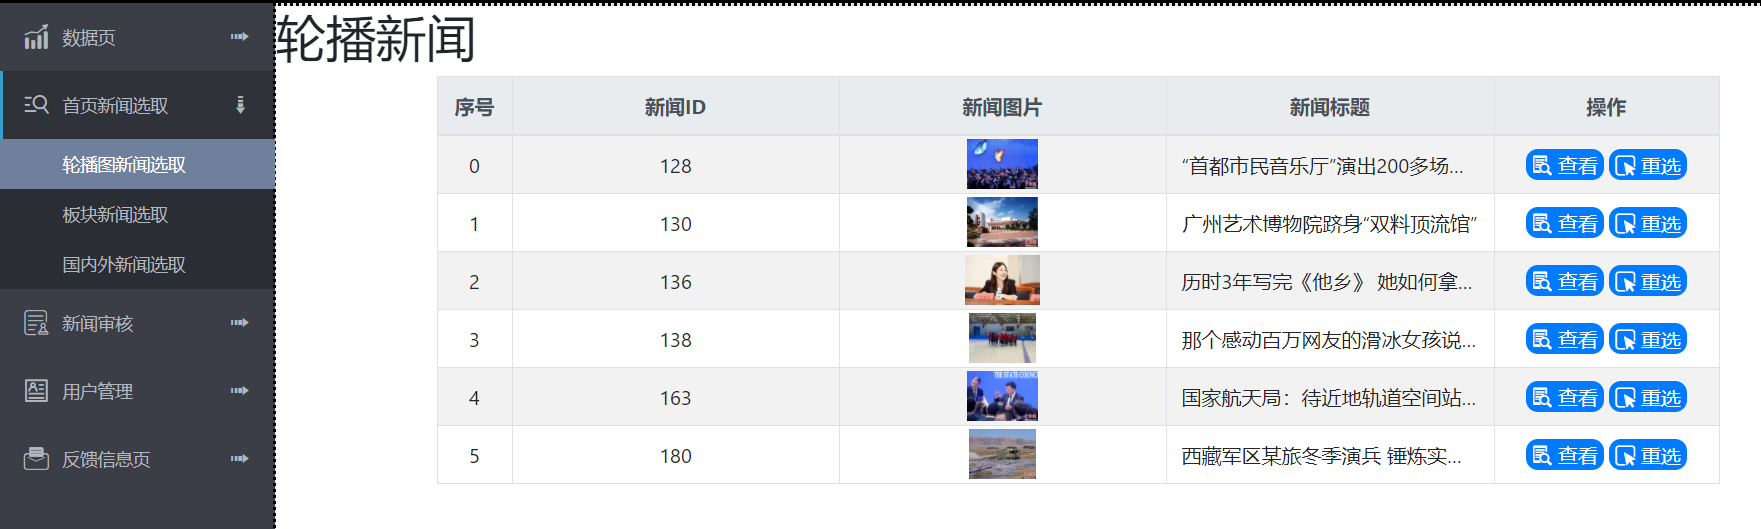 数据页
首页新闻选取
轮播图新闻选取
板块新闻选取
国内外新闻选取
新闻审核
用户管理
反馈信息页
轮播新闻
序号 新闻ID 新闻图片 新闻标题 操作
0 128 “首都市民音乐厅”演出200多场... 查看 重选
1 130 广州艺术博物院跻身“双料顶流馆” 查看 重选
2 136 历时3年写完《他乡》 她如何拿... 查看 重选
3 138 那个感动百万网友的滑冰女孩说... 查看 重选
4 163 THE STATE COUNC 国家航天局：待近地轨道空间站... 查看 重选
5 180 西藏军区某旅冬季演兵 锤炼实... 查看 重选